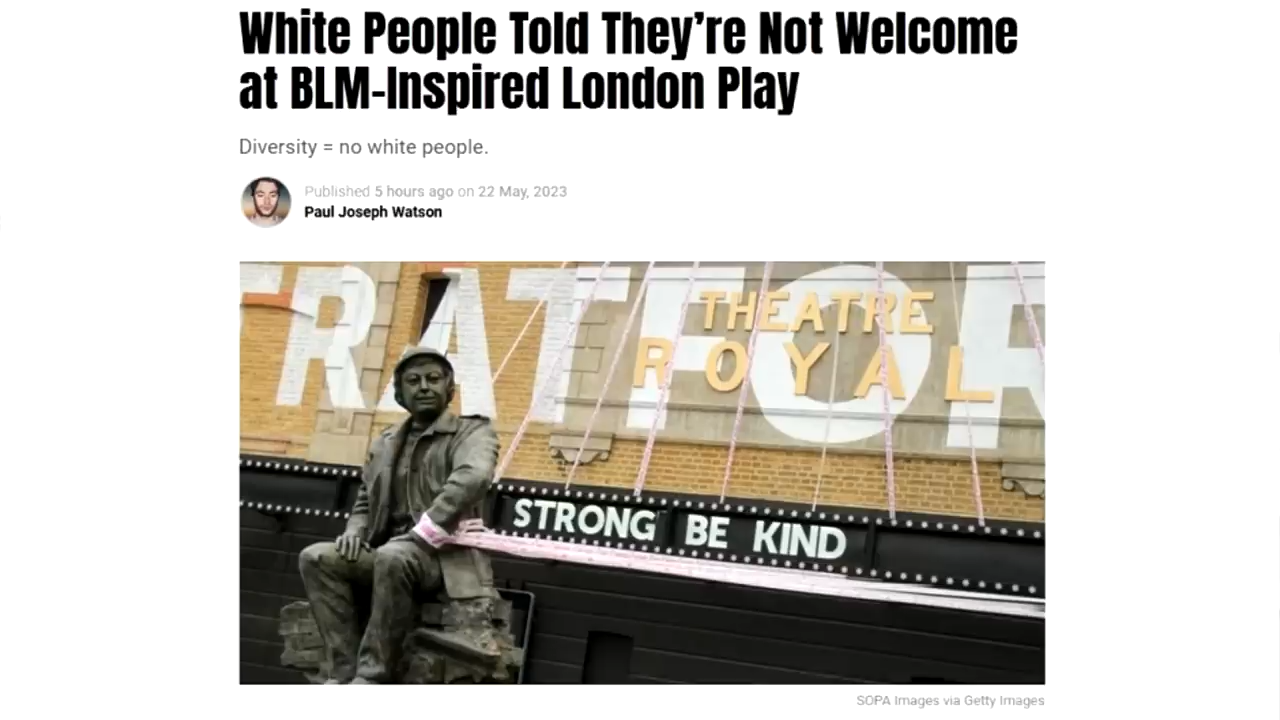 White People Told They're Not Welcome
at BLM-Inspired London Play
Diversity = no white people.
Published 5 hours ago on 22 May, 2023
Paul Joseph Watson
TRATFOR
THEATRE
ROYAL
STRONG BE KIND
SOPA Images via Getty Images